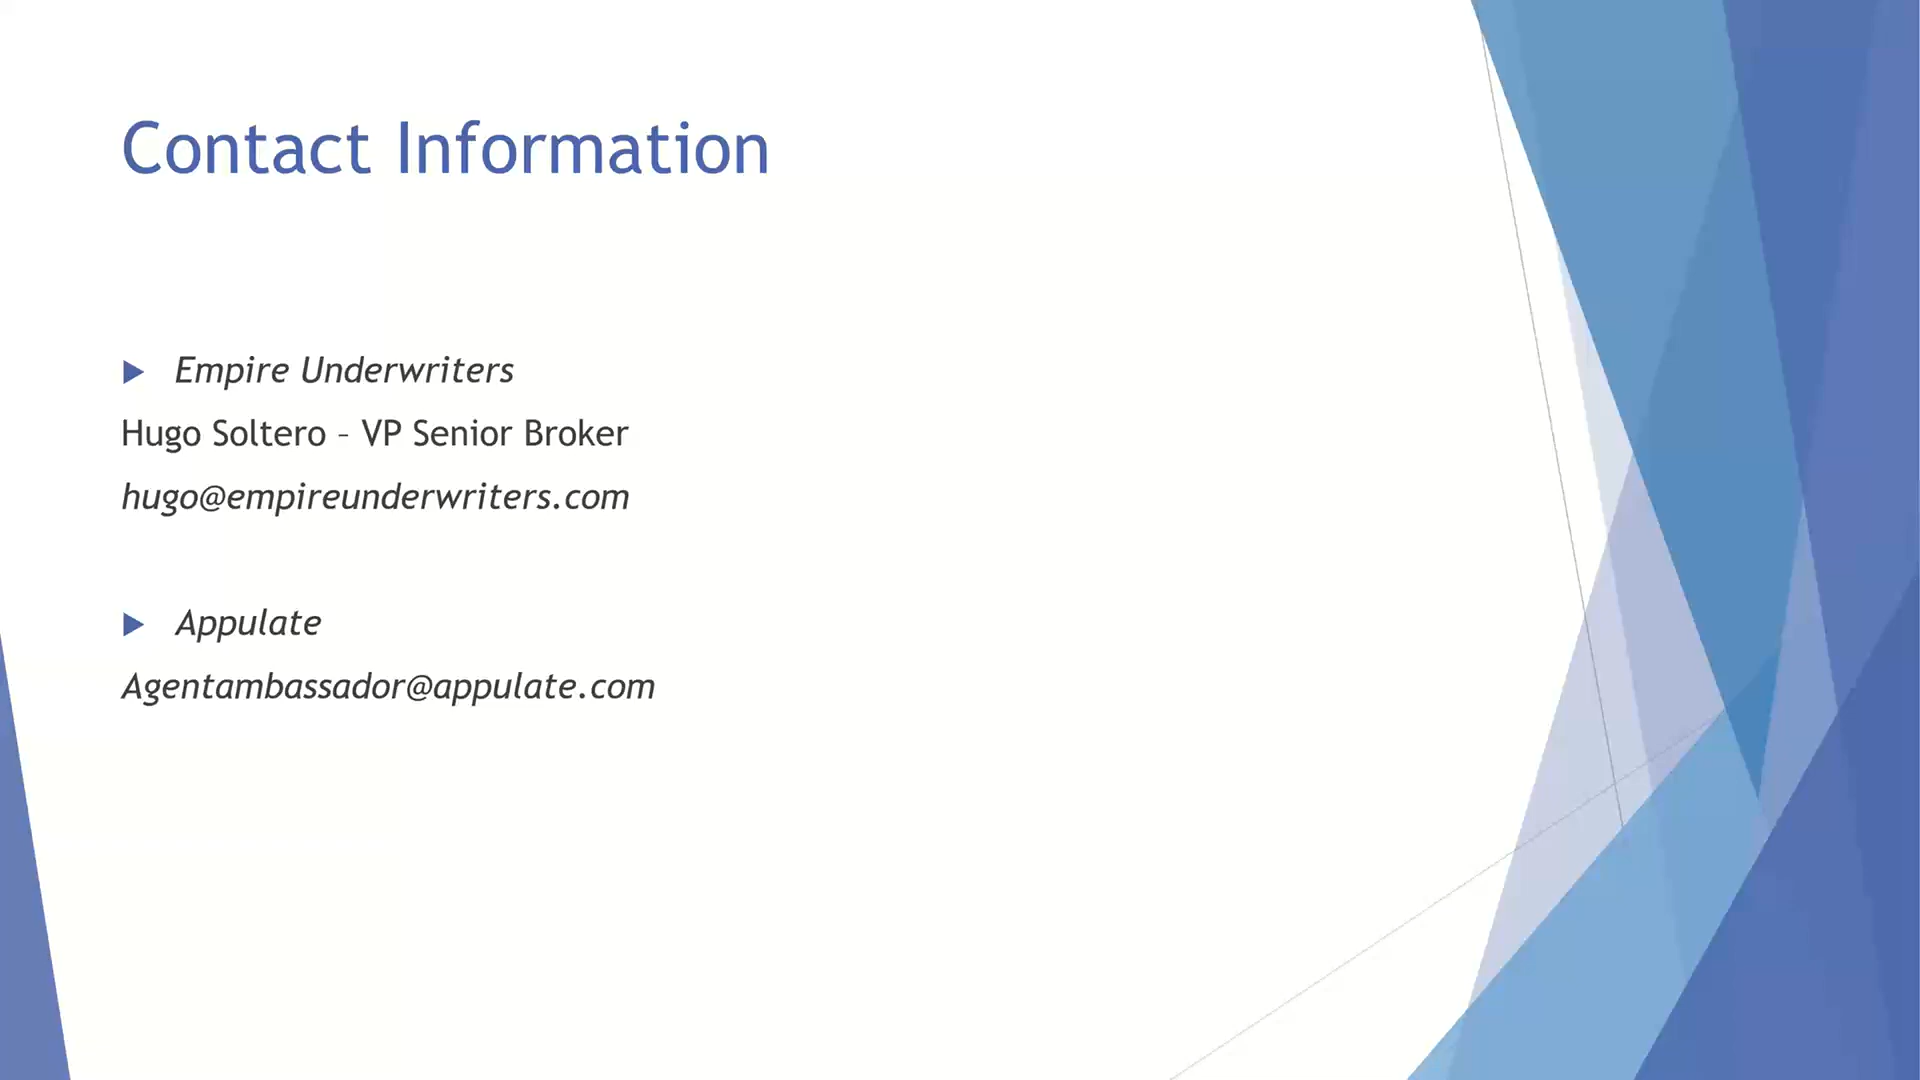 Contact Information
Empire Underwriters
Hugo Soltero – VP Senior Broker
hugo@empireunderwriters.com
Appulate
Agentambassador@appulate.com